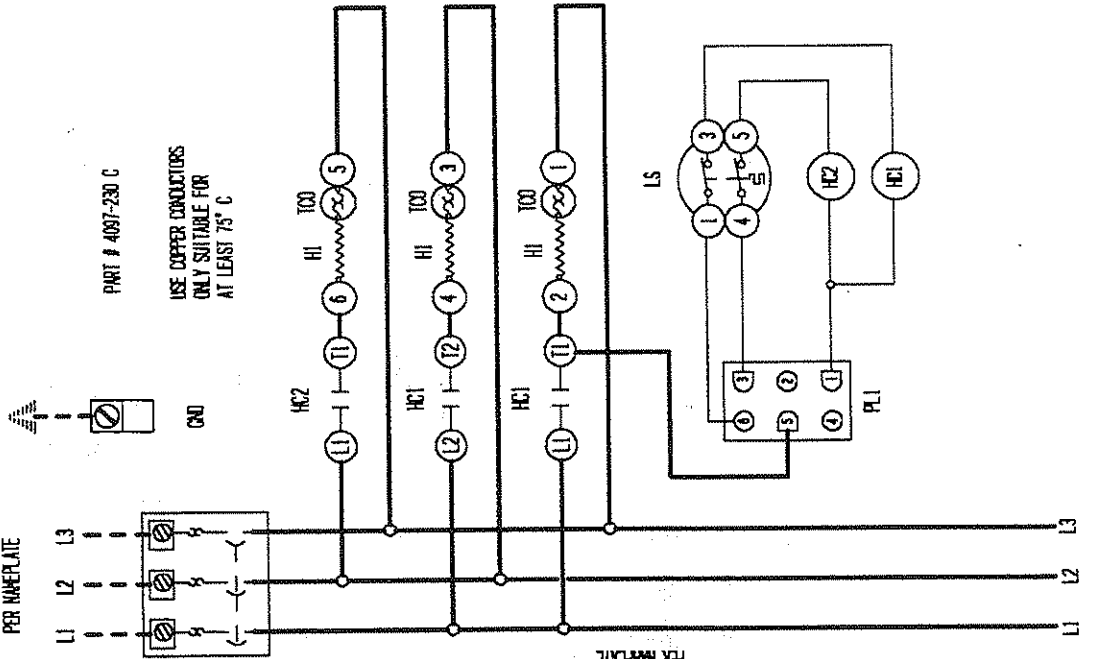 PER NAMEPLATE
L1
L2
L3
GND
PART # 4097-230 C
USE COPPER CONDUCTORS
ONLY SUITABLE FOR
AT LEAST 75° C
L1
HC2
T1
6
H1
TCO
5
L2
HC1
T2
4
H1
TCO
3
L1
HC1
T1
2
H1
TCO
1
LS
1
3
4
5
HC2
HC1
6
3
5
2
4
1
PL1
L1
L2
L3